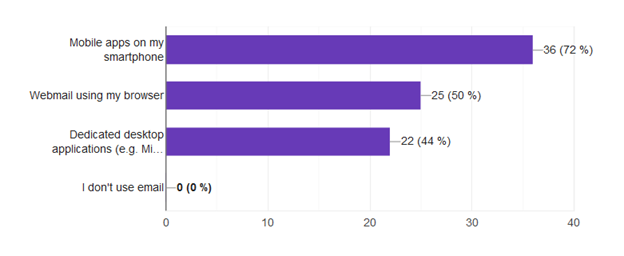 Mobile apps on my
smartphone
36 (72 %)
Webmail using my browser
25 (50 %)
Dedicated desktop
applications (e.g. Mi...
22 (44 %)
I don't use email
0 (0 %)
0 10 20 30 40